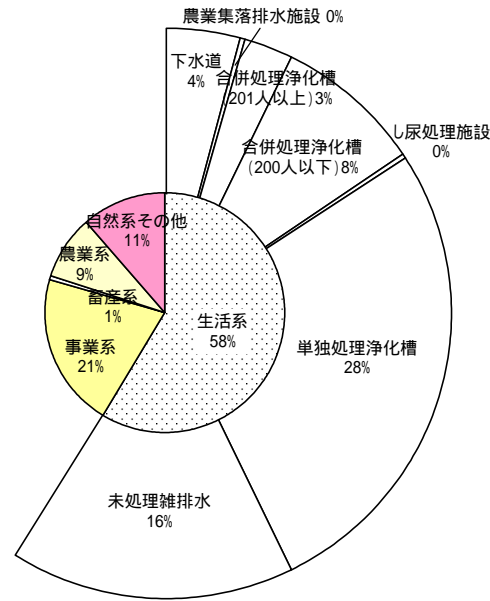 農業集落排水施設 0%
下水道
4%
合併処理浄化槽
201人以上)3%
合併処理浄化槽
(200人以下)8%
し尿処理施設
0%
自然系その他
11%
農業系
9%
畜産系
1%
事業系
21%
生活系
58%
単独処理浄化槽
28%
未処理雑排水
16%